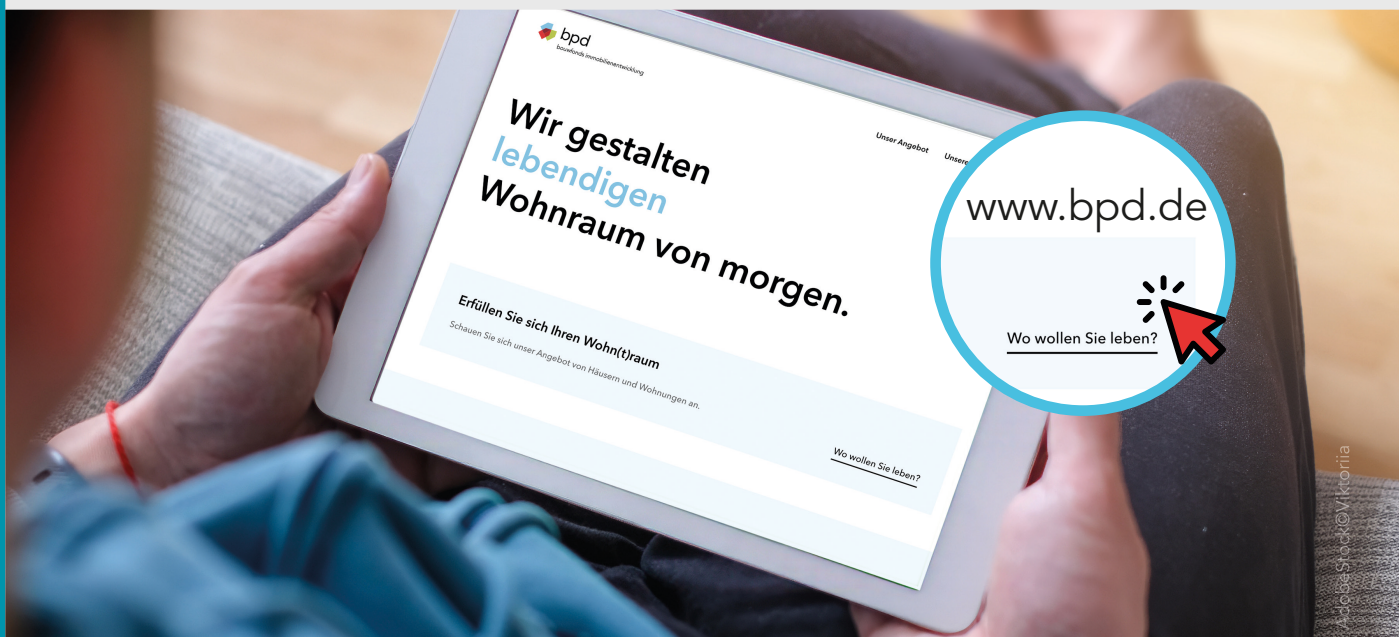 bpd
bouwfonds immobilienentwicklung
Unser Angebot Unsere
Wir gestalten
lebendigen
Wohnraum von morgen.
www.bpd.de
Wo wollen Sie leben?
Erfüllen Sie sich Ihren Wohn(t)raum
Schauen Sie sich unser Angebot von Häusern und Wohnungen an.
Wo wollen Sie leben?
AdobeStock©Viktoriia